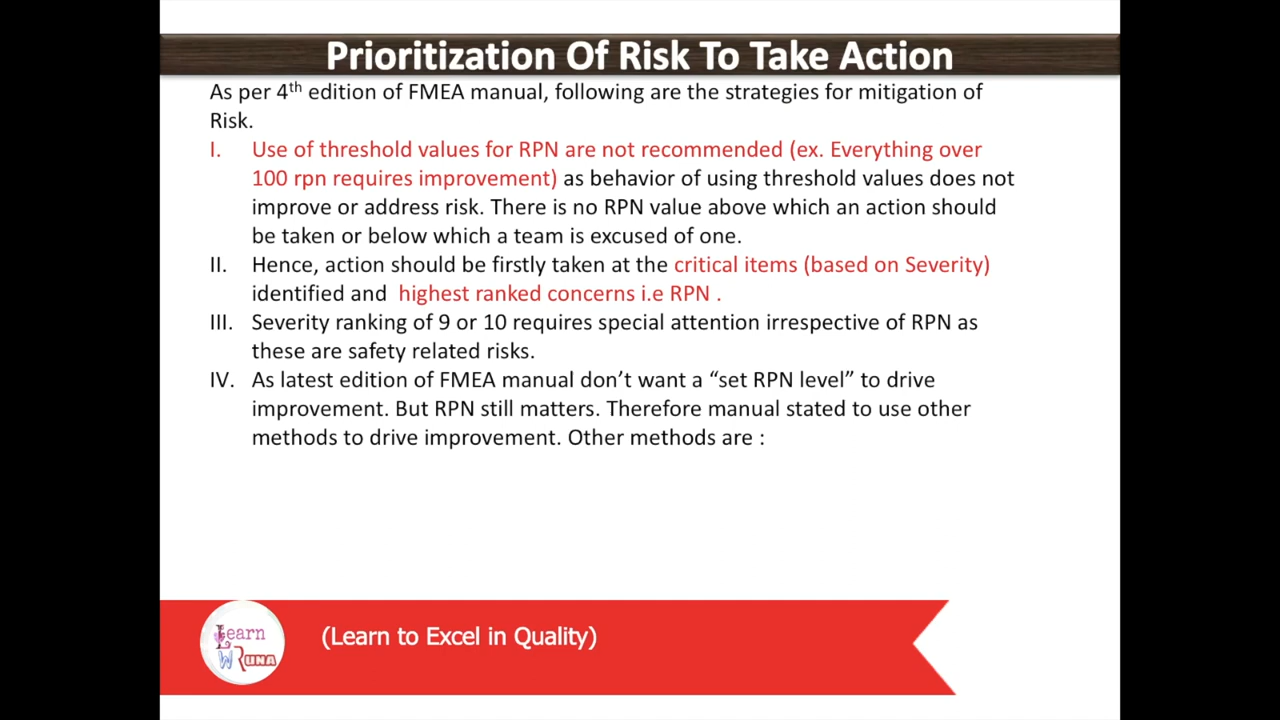 Prioritization Of Risk To Take Action
As per 4th edition of FMEA manual, following are the strategies for mitigation of
Risk.
I. Use of threshold values for RPN are not recommended (ex. Everything over
100 rpn requires improvement) as behavior of using threshold values does not
improve or address risk. There is no RPN value above which an action should
be taken or below which a team is excused of one.
II. Hence, action should be firstly taken at the critical items (based on Severity)
identified and highest ranked concerns i.e RPN .
III. Severity ranking of 9 or 10 requires special attention irrespective of RPN as
these are safety related risks.
IV. As latest edition of FMEA manual don’t want a “set RPN level” to drive
improvement. But RPN still matters. Therefore manual stated to use other
methods to drive improvement. Other methods are :
(Learn to Excel in Quality)
Learn
W RUNA